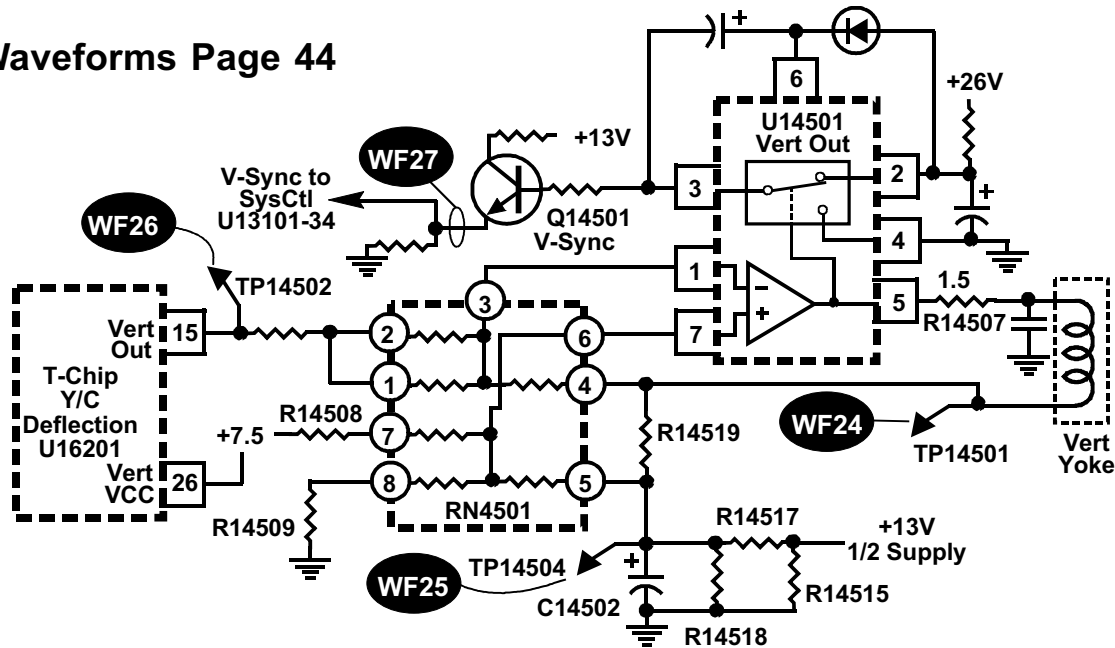 Waveforms Page 44
+
6
+26V
U14501
Vert Out
+13V
WF27
3
2
+
V-Sync to
SysCtl
U13101-34
Q14501
V-Sync
WF26
4
1
TP14502
3
−
+
5
1.5
R14507
15
Vert
Out
2
6
7
T-Chip
Y/C
Deflection
U16201
1
4
R14508
+7.5
7
R14519
WF24
TP14501
Vert
Yoke
Vert
VCC
26
8
5
RN4501
R14509
R14517
+13V
1/2 Supply
TP14504
+
WF25
C14502
R14515
R14518